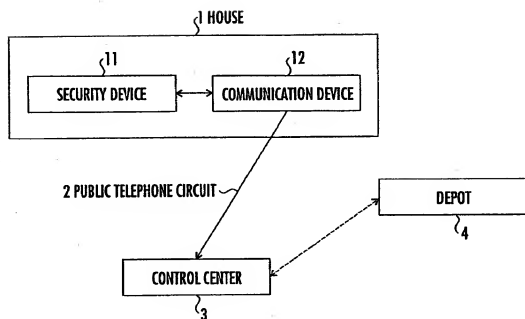 1 HOUSE
11
12
SECURITY DEVICE
COMMUNICATION DEVICE
2 PUBLIC TELEPHONE CIRCUIT
DEPOT
4
CONTROL CENTER
3